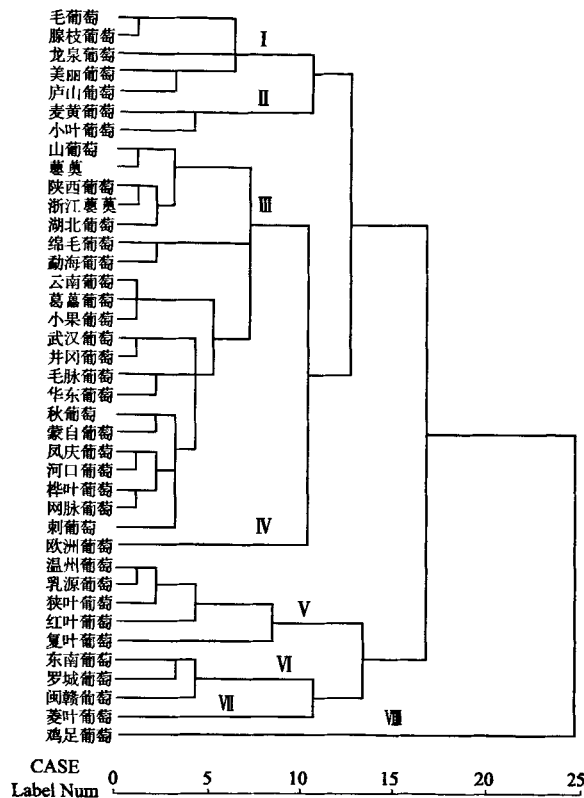 毛葡萄
腺枝葡萄
I
龙泉葡萄
美丽葡萄
庐山葡萄
II
麦黄葡萄
小叶葡萄
山葡萄
蘡薁
陕西葡萄
浙江蘡薁
III
湖北葡萄
绵毛葡萄
勐海葡萄
云南葡萄
葛藟葡萄
小果葡萄
武汉葡萄
井冈葡萄
毛脉葡萄
华东葡萄
秋葡萄
蒙自葡萄
凤庆葡萄
河口葡萄
桦叶葡萄
网脉葡萄
刺葡萄
IV
欧洲葡萄
温州葡萄
乳源葡萄
狭叶葡萄
V
红叶葡萄
复叶葡萄
东南葡萄
VI
罗城葡萄
闽赣葡萄
VII
菱叶葡萄
VIII
鸡足葡萄
CASE 0 5 10 15 20 25
Label Num